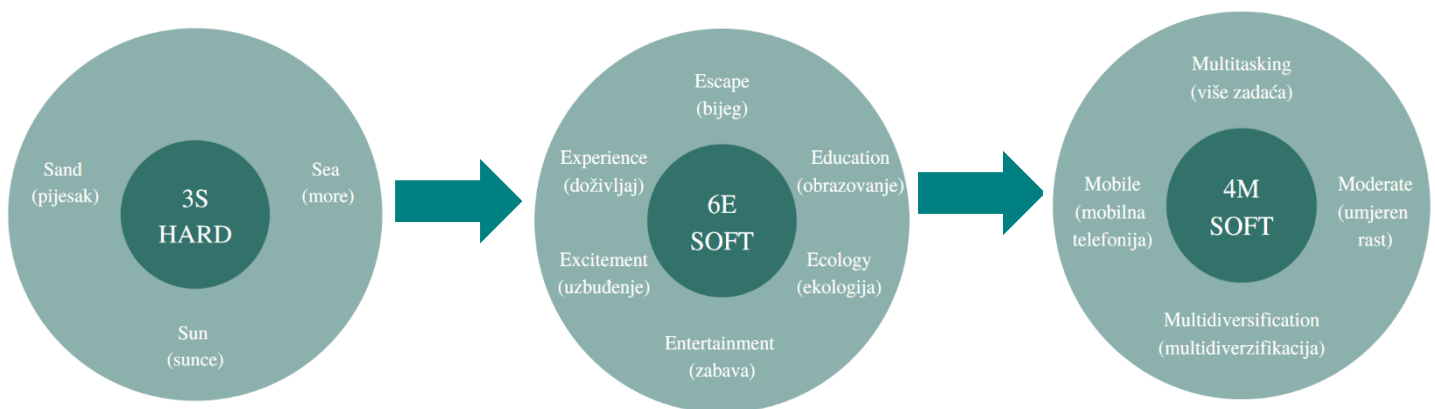 Sand
(pijesak)
3S
HARD
Sea
(more)
Sun
(sunce)
Escape
(bijeg)
Experience
(doživljaj)
Education
(obrazovanje)
6E
SOFT
Excitement
(uzbuđenje)
Ecology
(ekologija)
Entertainment
(zabava)
Multitasking
(više zadaća)
Mobile
(mobilna
telefonija)
4M
SOFT
Moderate
(umjeren
rast)
Multidiversification
(multidiverzifikacija)